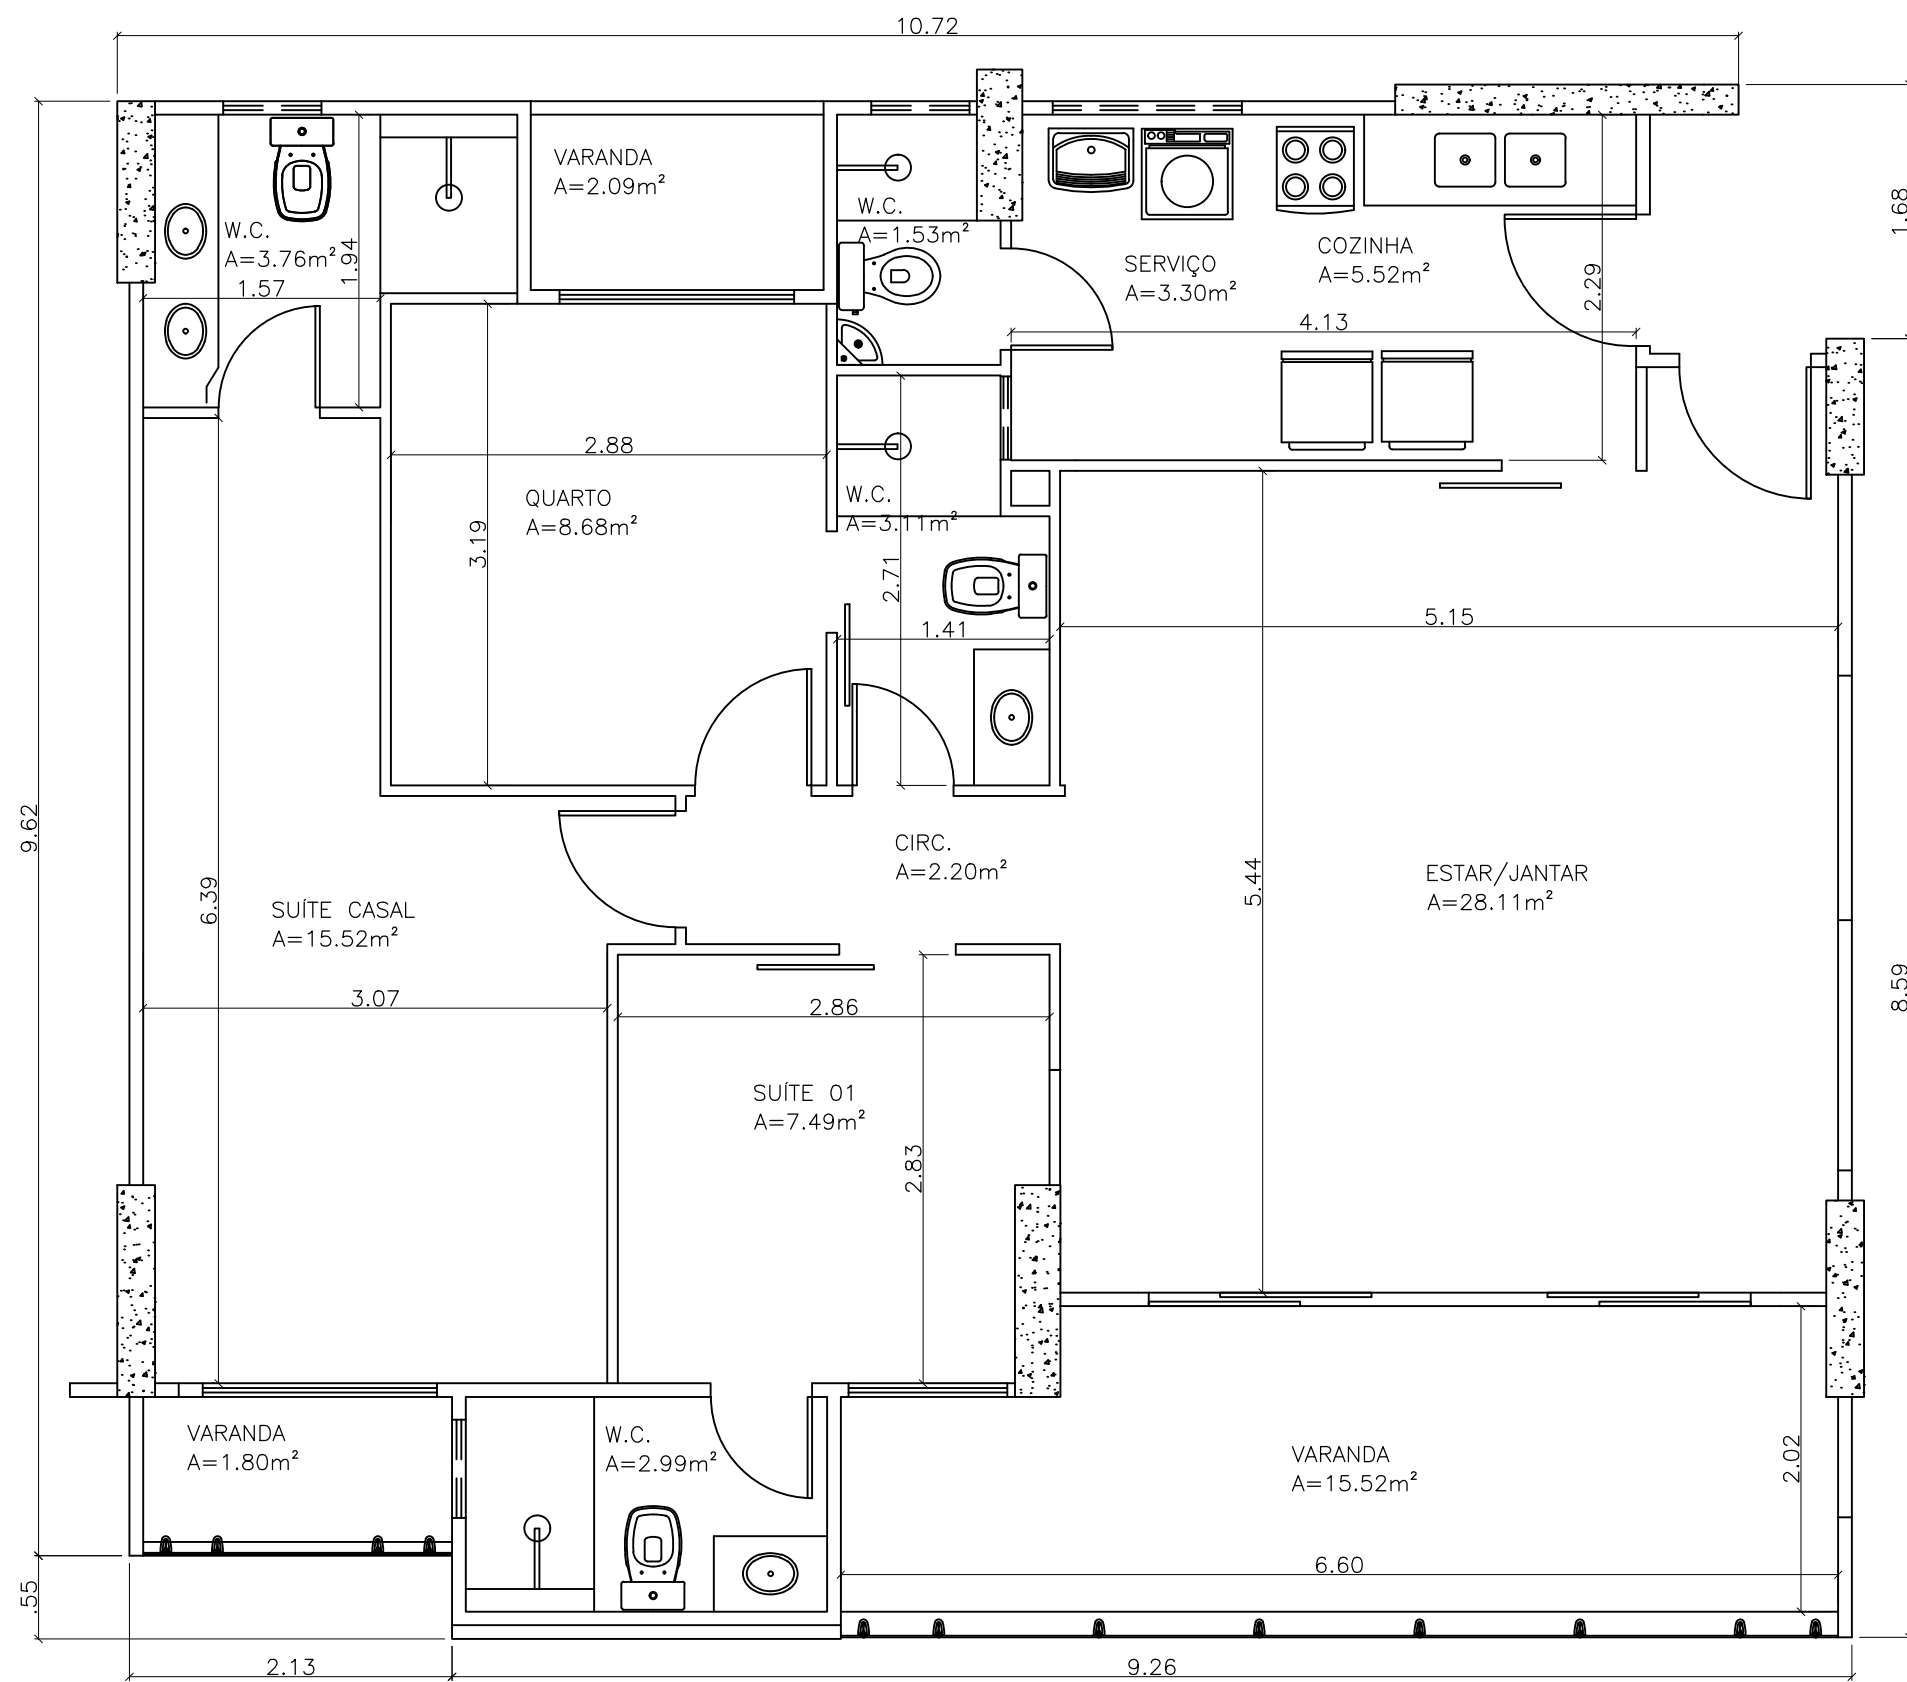 10.72
VARANDA
A=2.09m²
W.C.
A=1.53m²
W.C.
A=3.76m²
1.94
1.57
SERVIÇO
A=3.30m²
COZINHA
A=5.52m²
2.29
1.68
4.13
2.88
QUARTO
A=8.68m²
3.19
W.C.
A=3.11m²
2.71
1.41
5.15
9.62
CIRC.
A=2.20m²
ESTAR/JANTAR
A=28.11m²
5.44
6.39
SUÍTE CASAL
A=15.52m²
3.07
2.86
8.59
SUÍTE 01
A=7.49m²
2.83
VARANDA
A=1.80m²
W.C.
A=2.99m²
VARANDA
A=15.52m²
2.02
6.60
.55
2.13
9.26